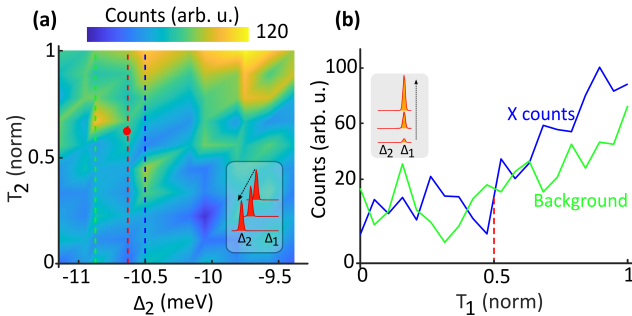 (a)
Counts (arb. u.)
120
T2 (norm)
1
0.5
0
-11
-10.5
-10
-9.5
Δ2 (meV)
Δ2 Δ1
(b)
Counts (arb. u.)
100
60
20
0
X counts
Background
Δ2 Δ1
0
0.5
1
T1 (norm)